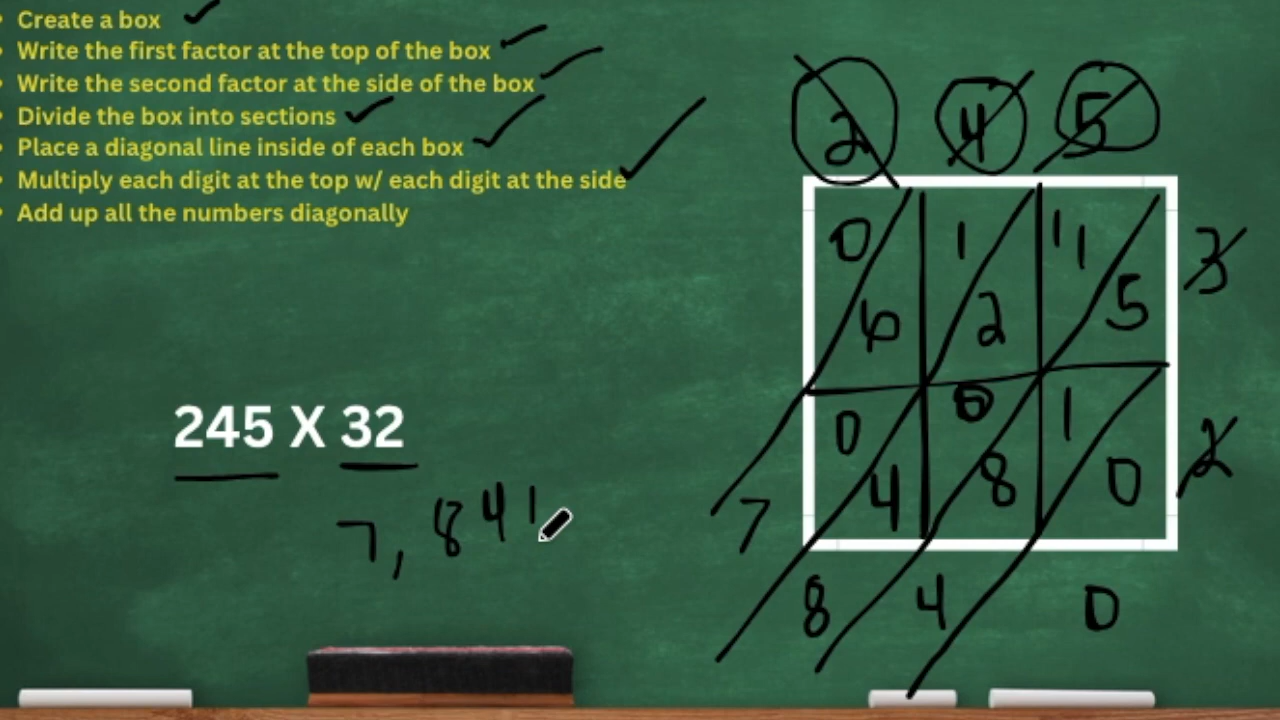 • Create a box
• Write the first factor at the top of the box
• Write the second factor at the side of the box
• Divide the box into sections
• Place a diagonal line inside of each box
• Multiply each digit at the top w/ each digit at the side
• Add up all the numbers diagonally
245 X 32
7, 8 4
2 4 5
0 1 1
3
6 2 5
0 0 1
2
4 8 0
7
8 4 0